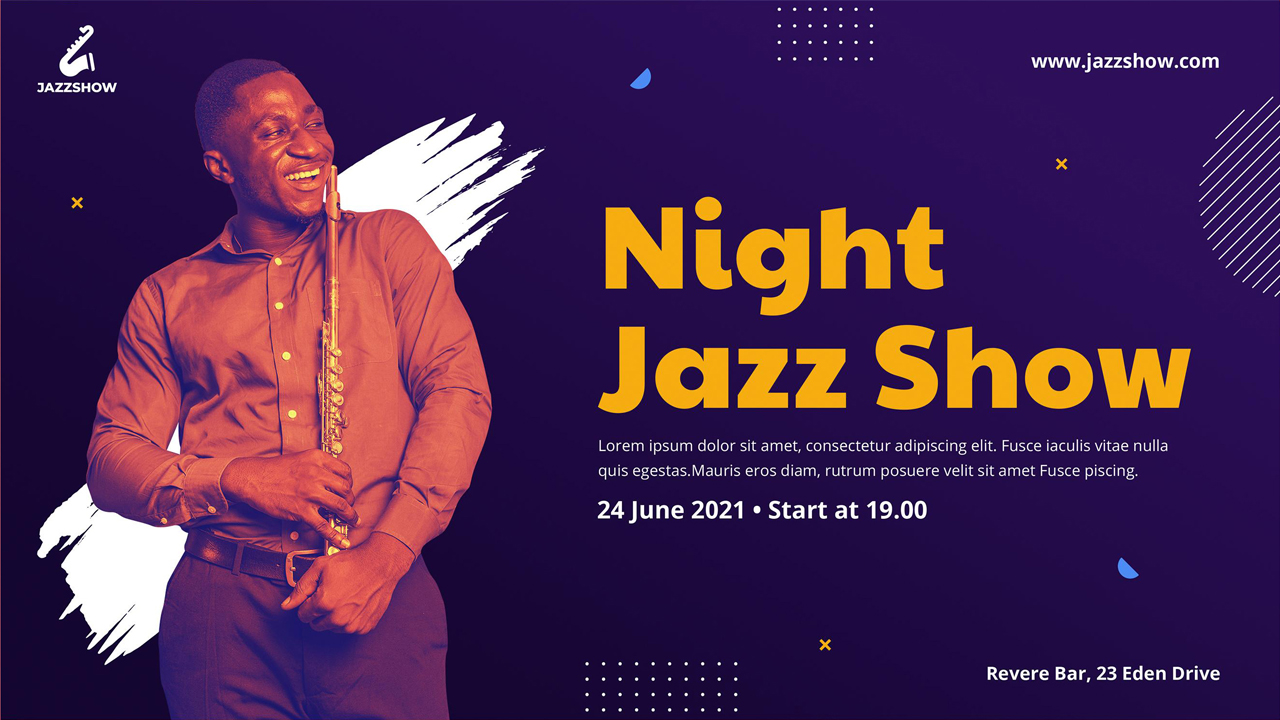 JAZZSHOW
www.jazzshow.com
Night
Jazz Show
Lorem ipsum dolor sit amet, consectetur adipiscing elit. Fusce iaculis vitae nulla
quis egestas.Mauris eros diam, rutrum posuere velit sit amet Fusce piscing.
24 June 2021 • Start at 19.00
Revere Bar, 23 Eden Drive